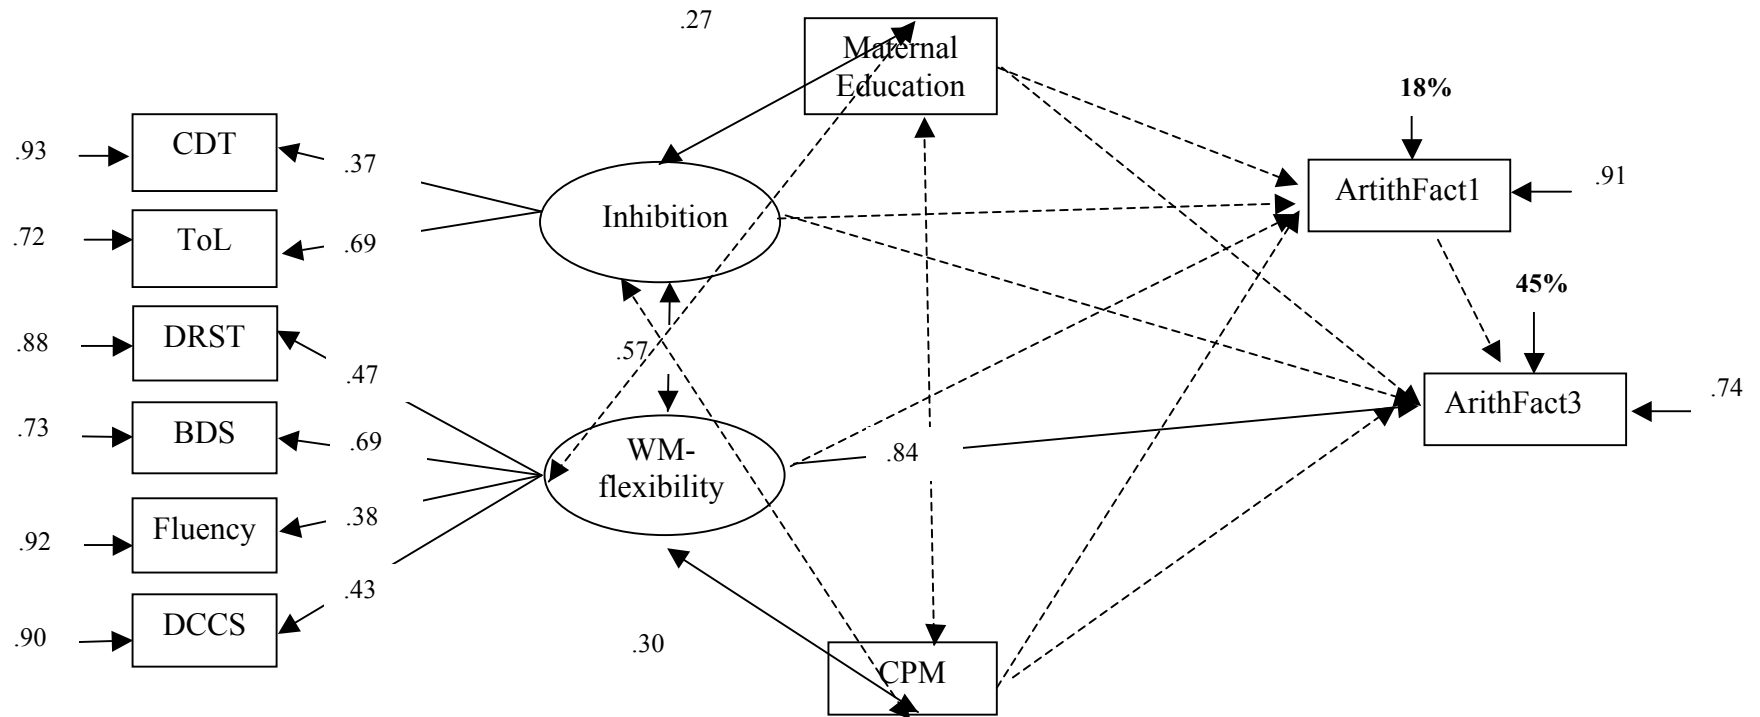 .27
Maternal
Education
18%
.93
CDT
.37
ArtithFact1
.91
Inhibition
.72
ToL
.69
45%
.88
DRST
.57
.47
ArithFact3
.74
.73
BDS
.69
WM-
flexibility
.84
.92
Fluency
.38
.43
.90
DCCS
.30
CPM